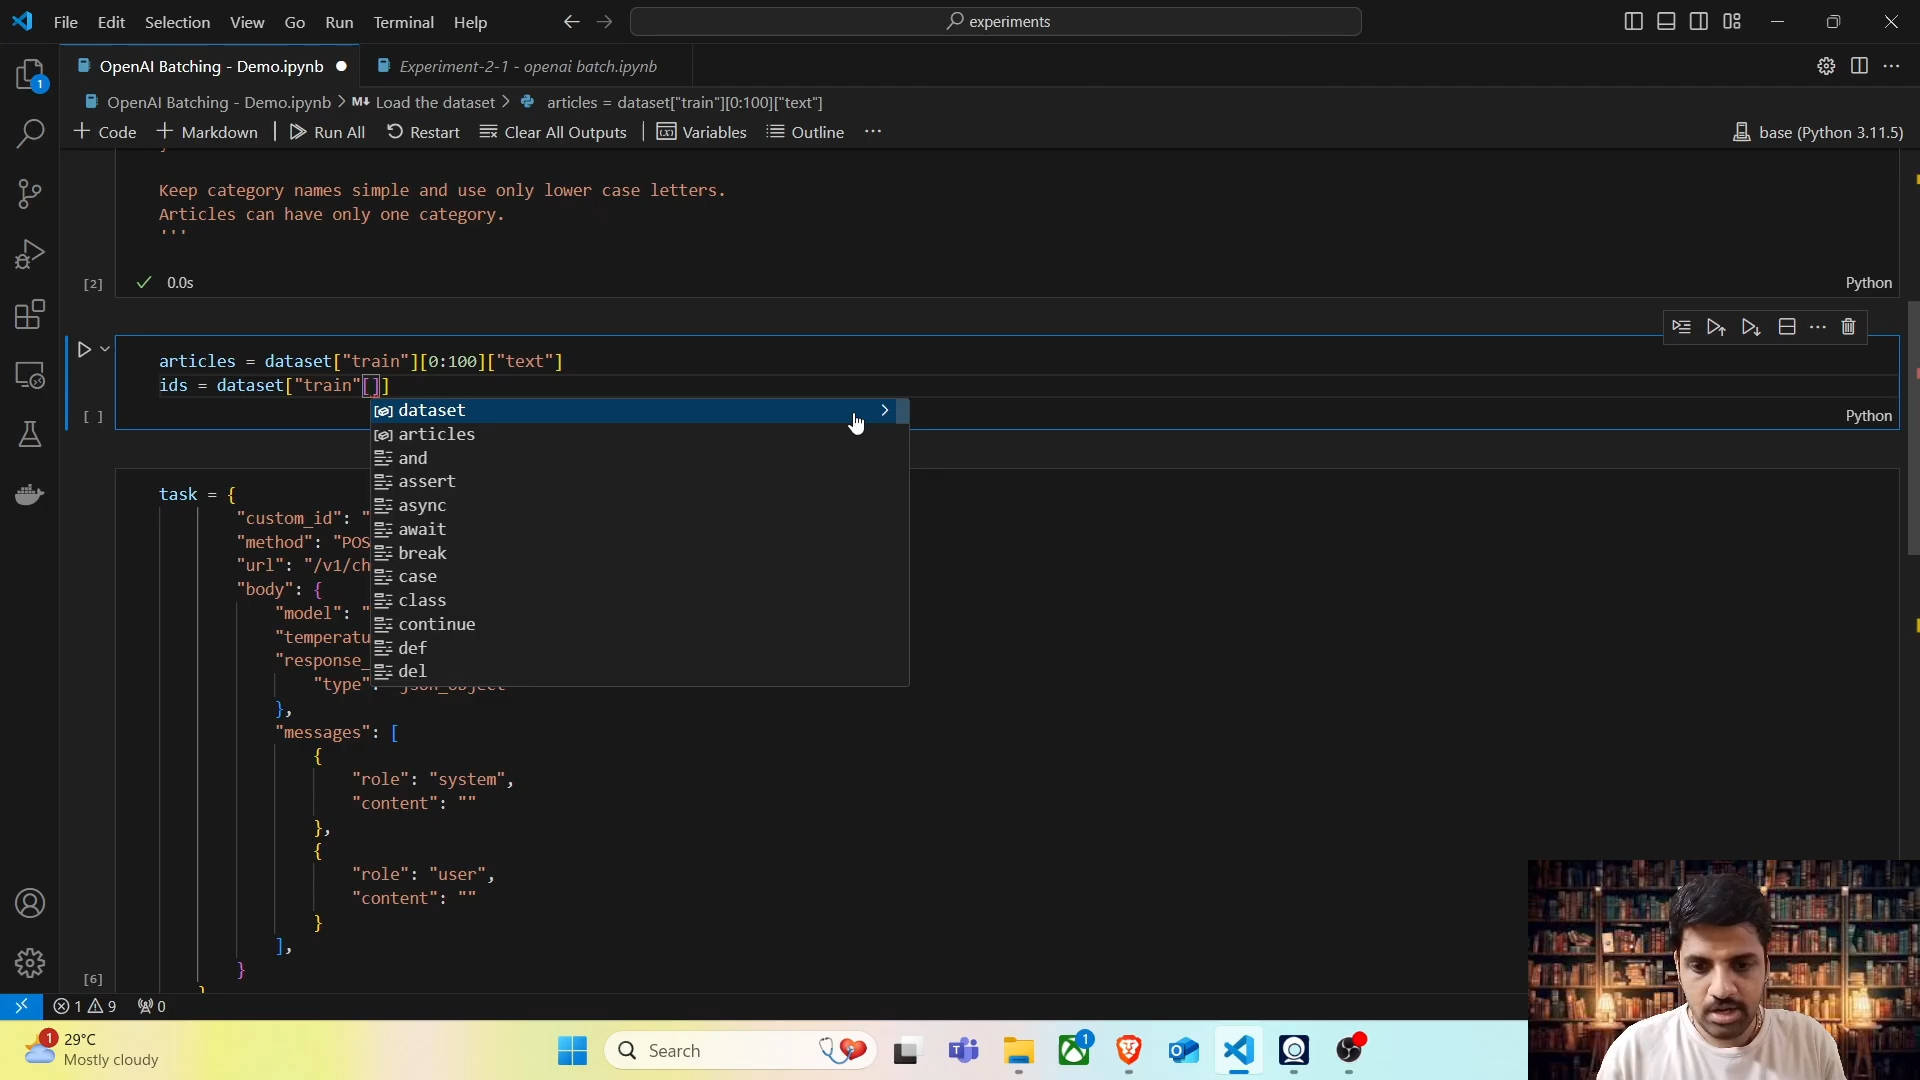 File Edit Selection View Go Run Terminal Help
experiments
1
OpenAI Batching - Demo.ipynb
Experiment-2-1 - openai batch.ipynb
OpenAI Batching - Demo.ipynb > M↓ Load the dataset > articles = dataset["train"][0:100]["text"]
+ Code + Markdown | Run All Restart Clear All Outputs | Variables Outline ...
base (Python 3.11.5)
Keep category names simple and use only lower case letters.
Articles can have only one category.
'''
[2]
0.0s
Python
articles = dataset["train"][0:100]["text"]
ids = dataset["train"[]]
[ ]
Python
dataset
articles
and
assert
async
await
break
case
class
continue
def
del
task = {
"custom_id": "
"method": "POS
"url": "/v1/ch
"body": {
"model": "
"temperatu
"response_
"type": "json_object"
},
"messages": [
{
"role": "system",
"content": ""
},
{
"role": "user",
"content": ""
}
],
}
[6]
1 9 0
1
29°C
Mostly cloudy
Search
1